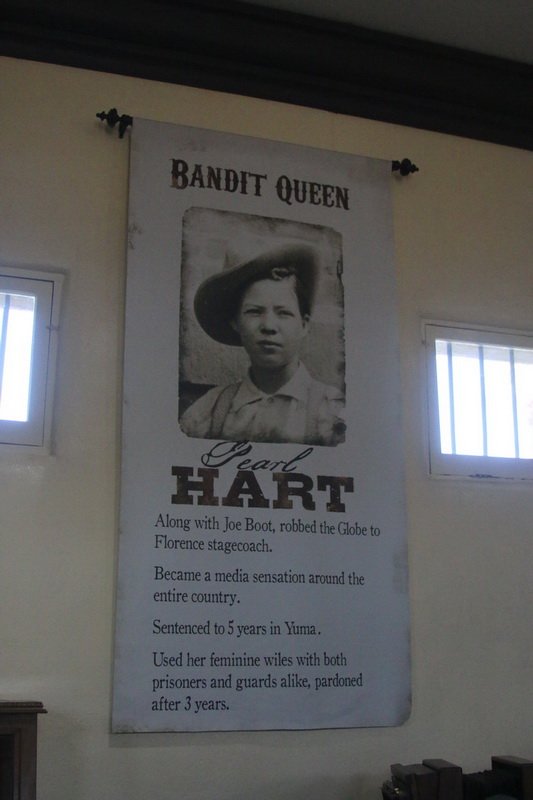 BANDIT QUEEN
Pearl
HART
Along with Joe Boot, robbed the Globe to
Florence stagecoach.
Became a media sensation around the
entire country.
Sentenced to 5 years in Yuma.
Used her feminine wiles with both
prisoners and guards alike, pardoned
after 3 years.